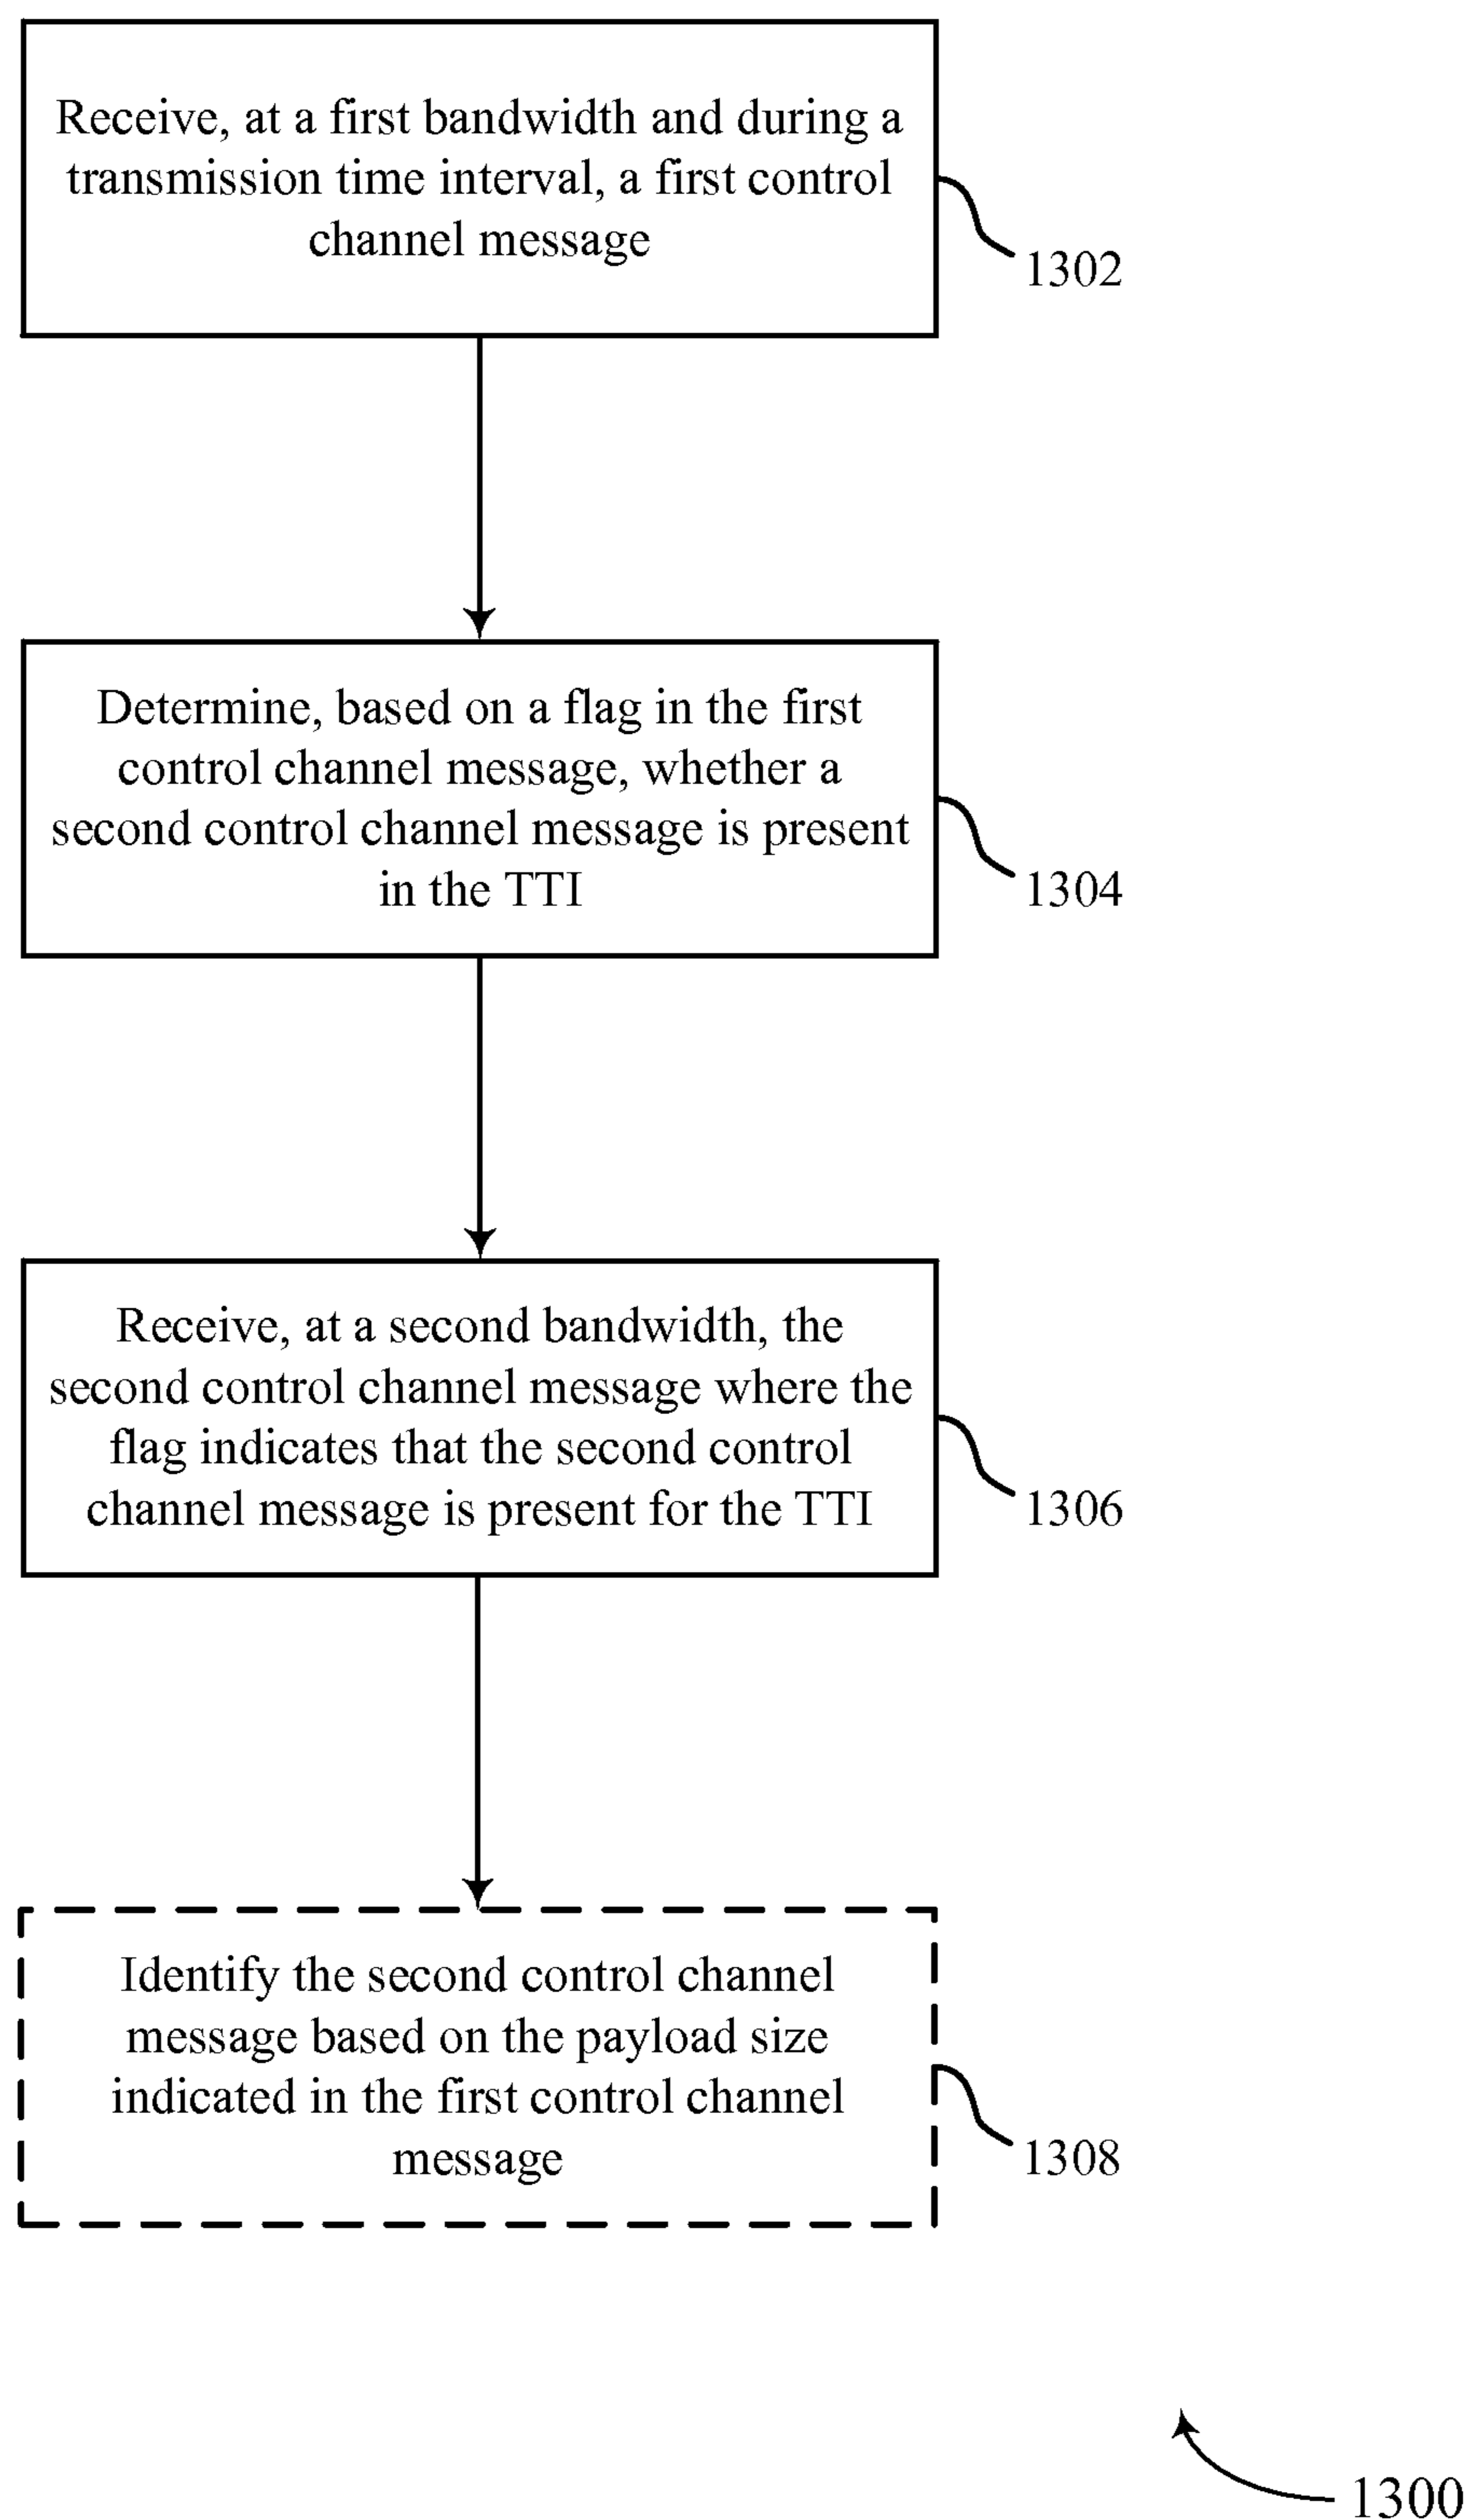 Receive, at a first bandwidth and during a
transmission time interval, a first control
channel message
1302
Determine, based on a flag in the first
control channel message, whether a
second control channel message is present
in the TTI
1304
Receive, at a second bandwidth, the
second control channel message where the
flag indicates that the second control
channel message is present for the TTI
1306
Identify the second control channel
message based on the payload size
indicated in the first control channel
message
1308
1300